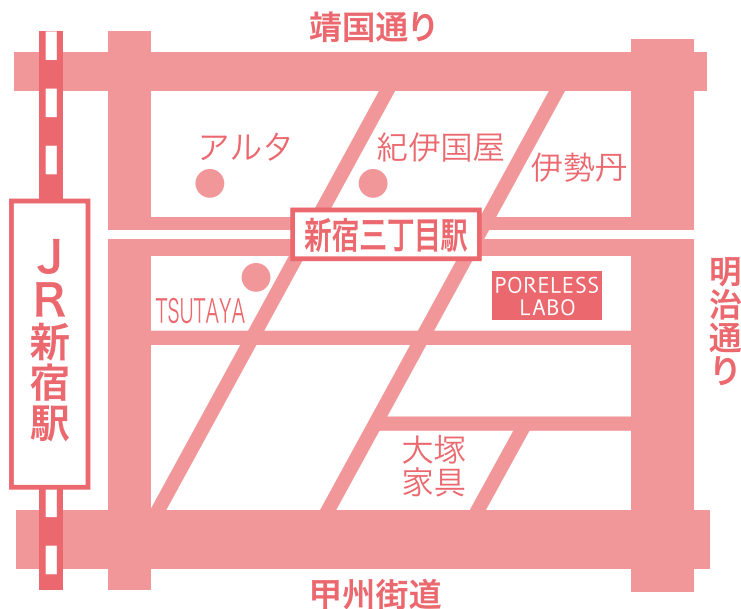 靖国通り
アルタ
紀伊国屋
伊勢丹
新宿三丁目駅
JR新宿駅
TSUTAYA
PORELESS
LABO
明治通り
大塚
家具
甲州街道